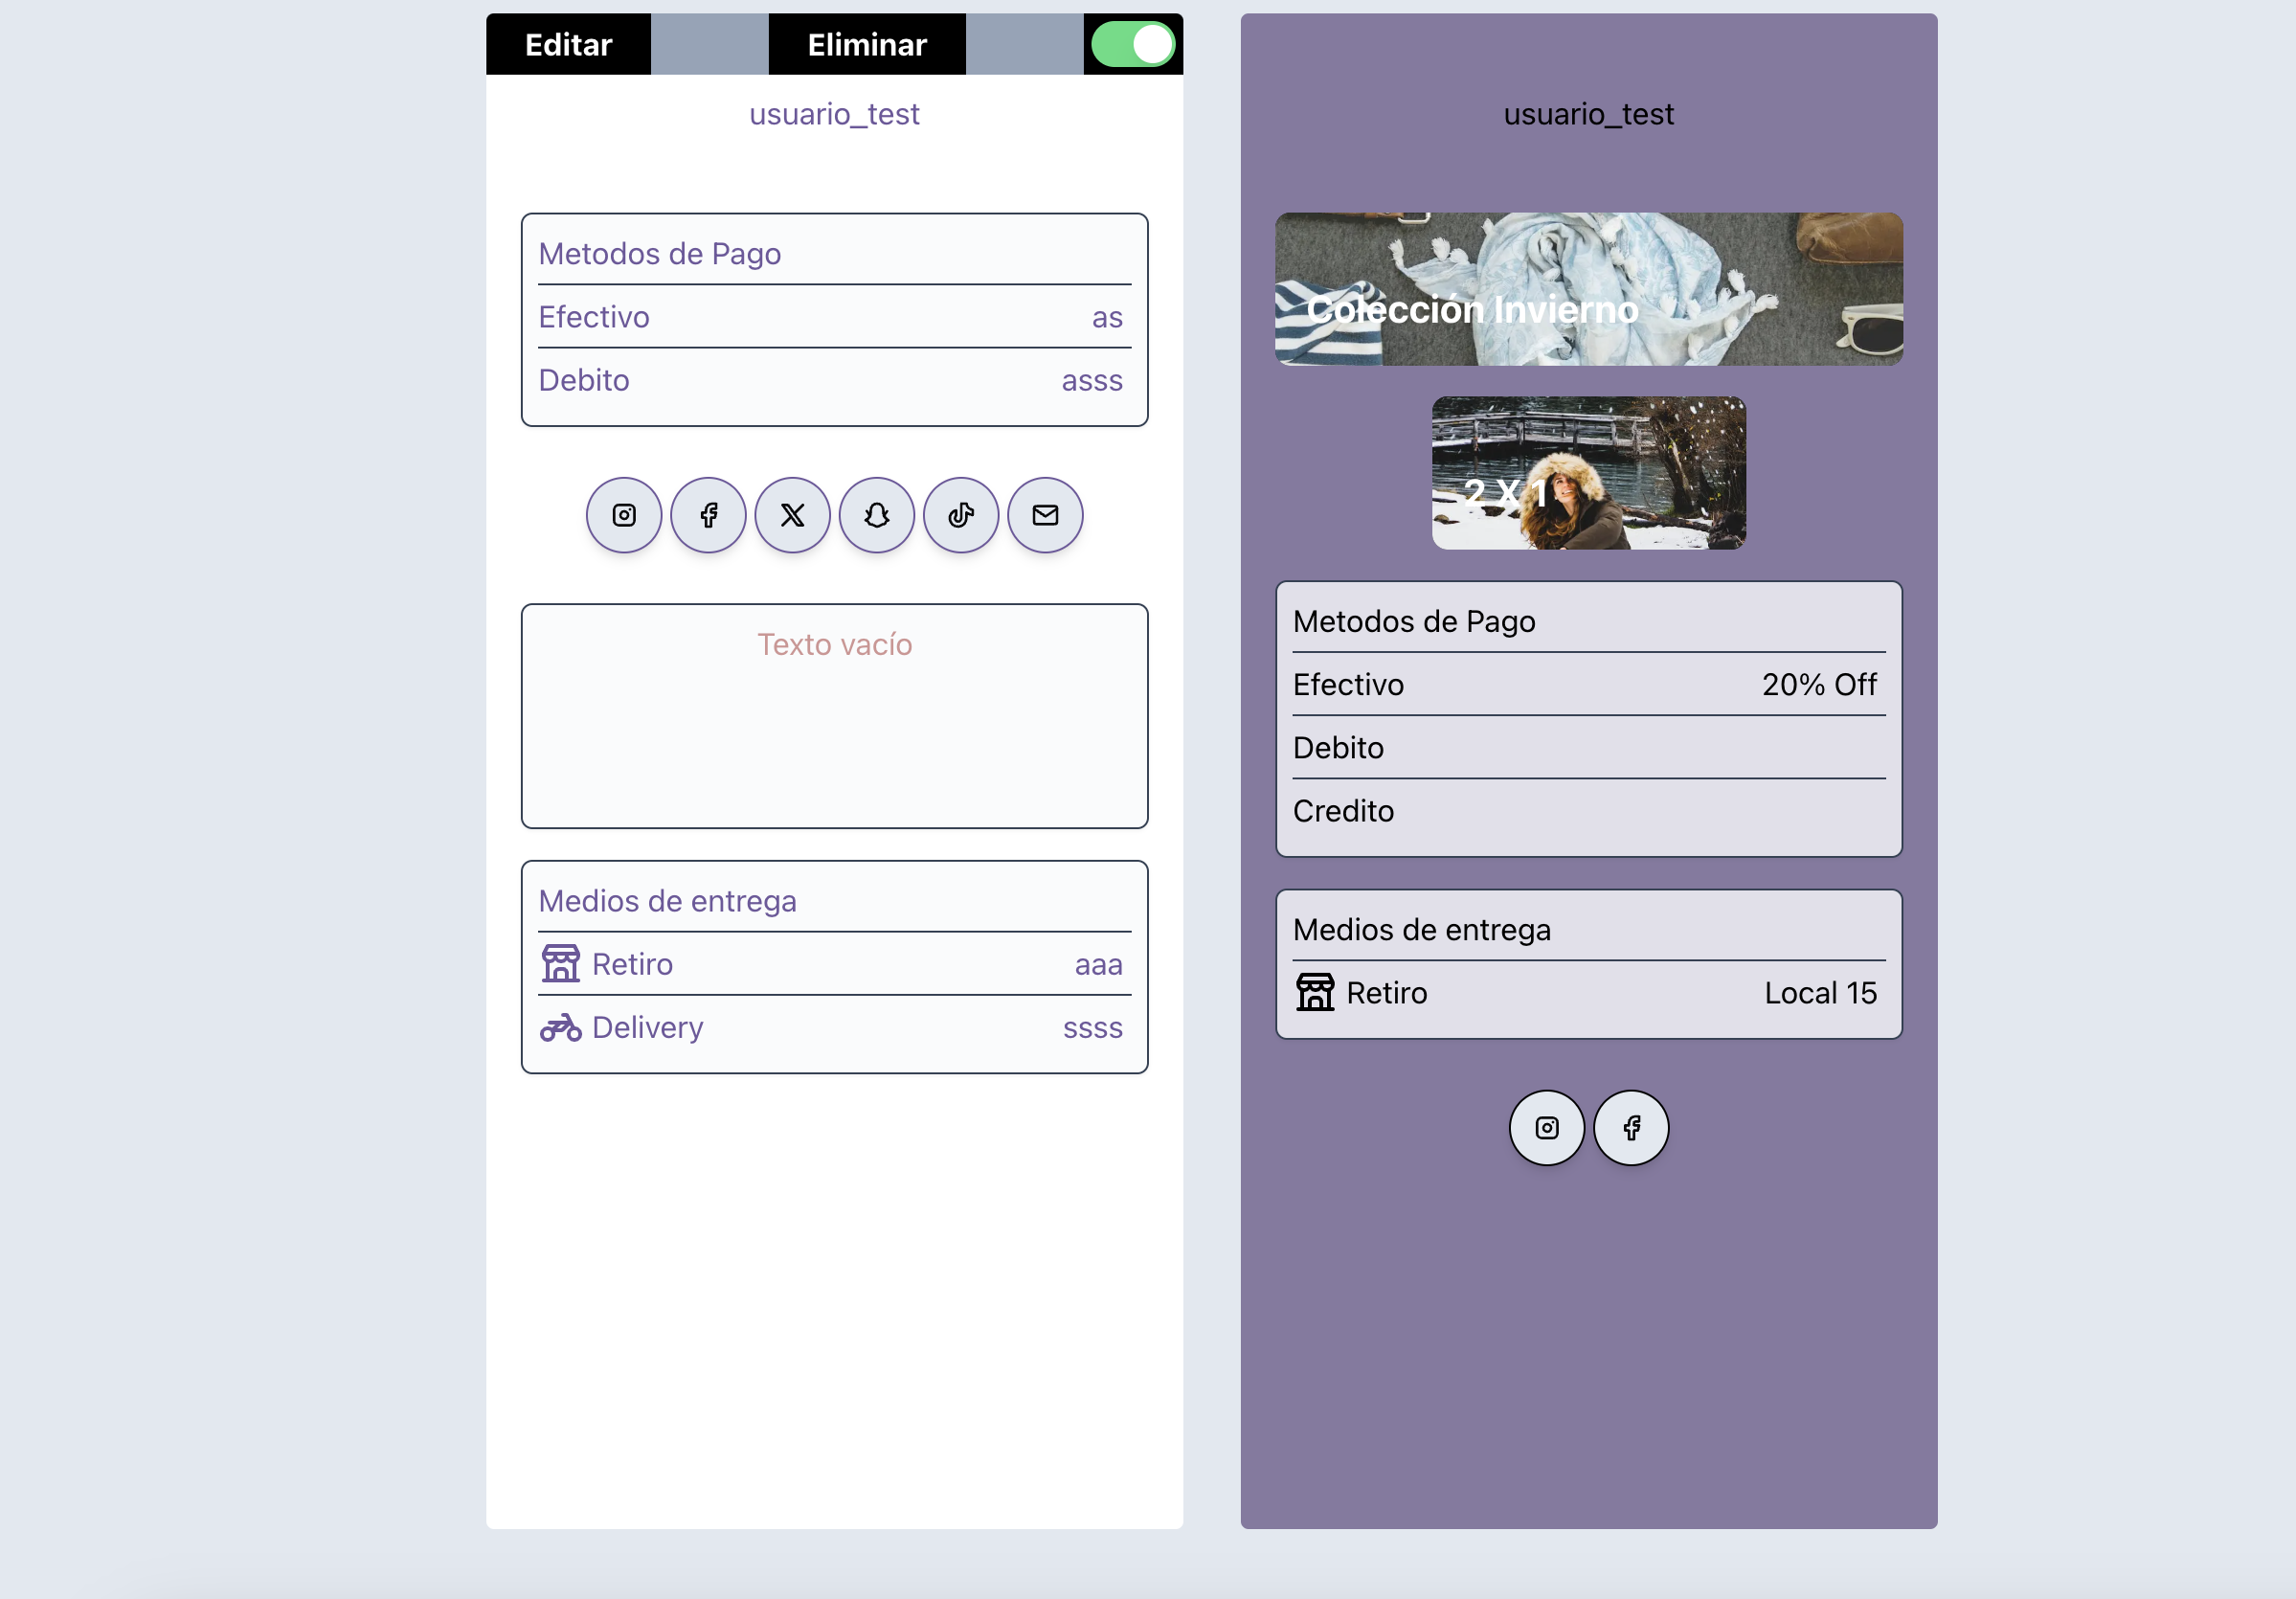 Editar
Eliminar
usuario_test
Metodos de Pago
Efectivo as
Debito asss
Texto vacío
Medios de entrega
Retiro aaa
Delivery ssss
usuario_test
Colección Invierno
2 X 1
Metodos de Pago
Efectivo 20% Off
Debito
Credito
Medios de entrega
Retiro Local 15